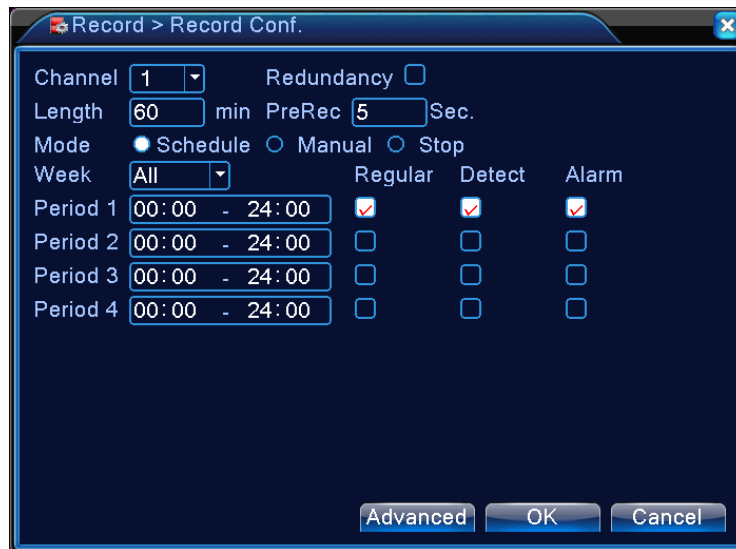 Record > Record Conf.
Channel 1 Redundancy
Length 60 min PreRec 5 Sec.
Mode Schedule Manual Stop
Week All Regular Detect Alarm
Period 1 00:00 - 24:00
Period 2 00:00 - 24:00
Period 3 00:00 - 24:00
Period 4 00:00 - 24:00
Advanced OK Cancel